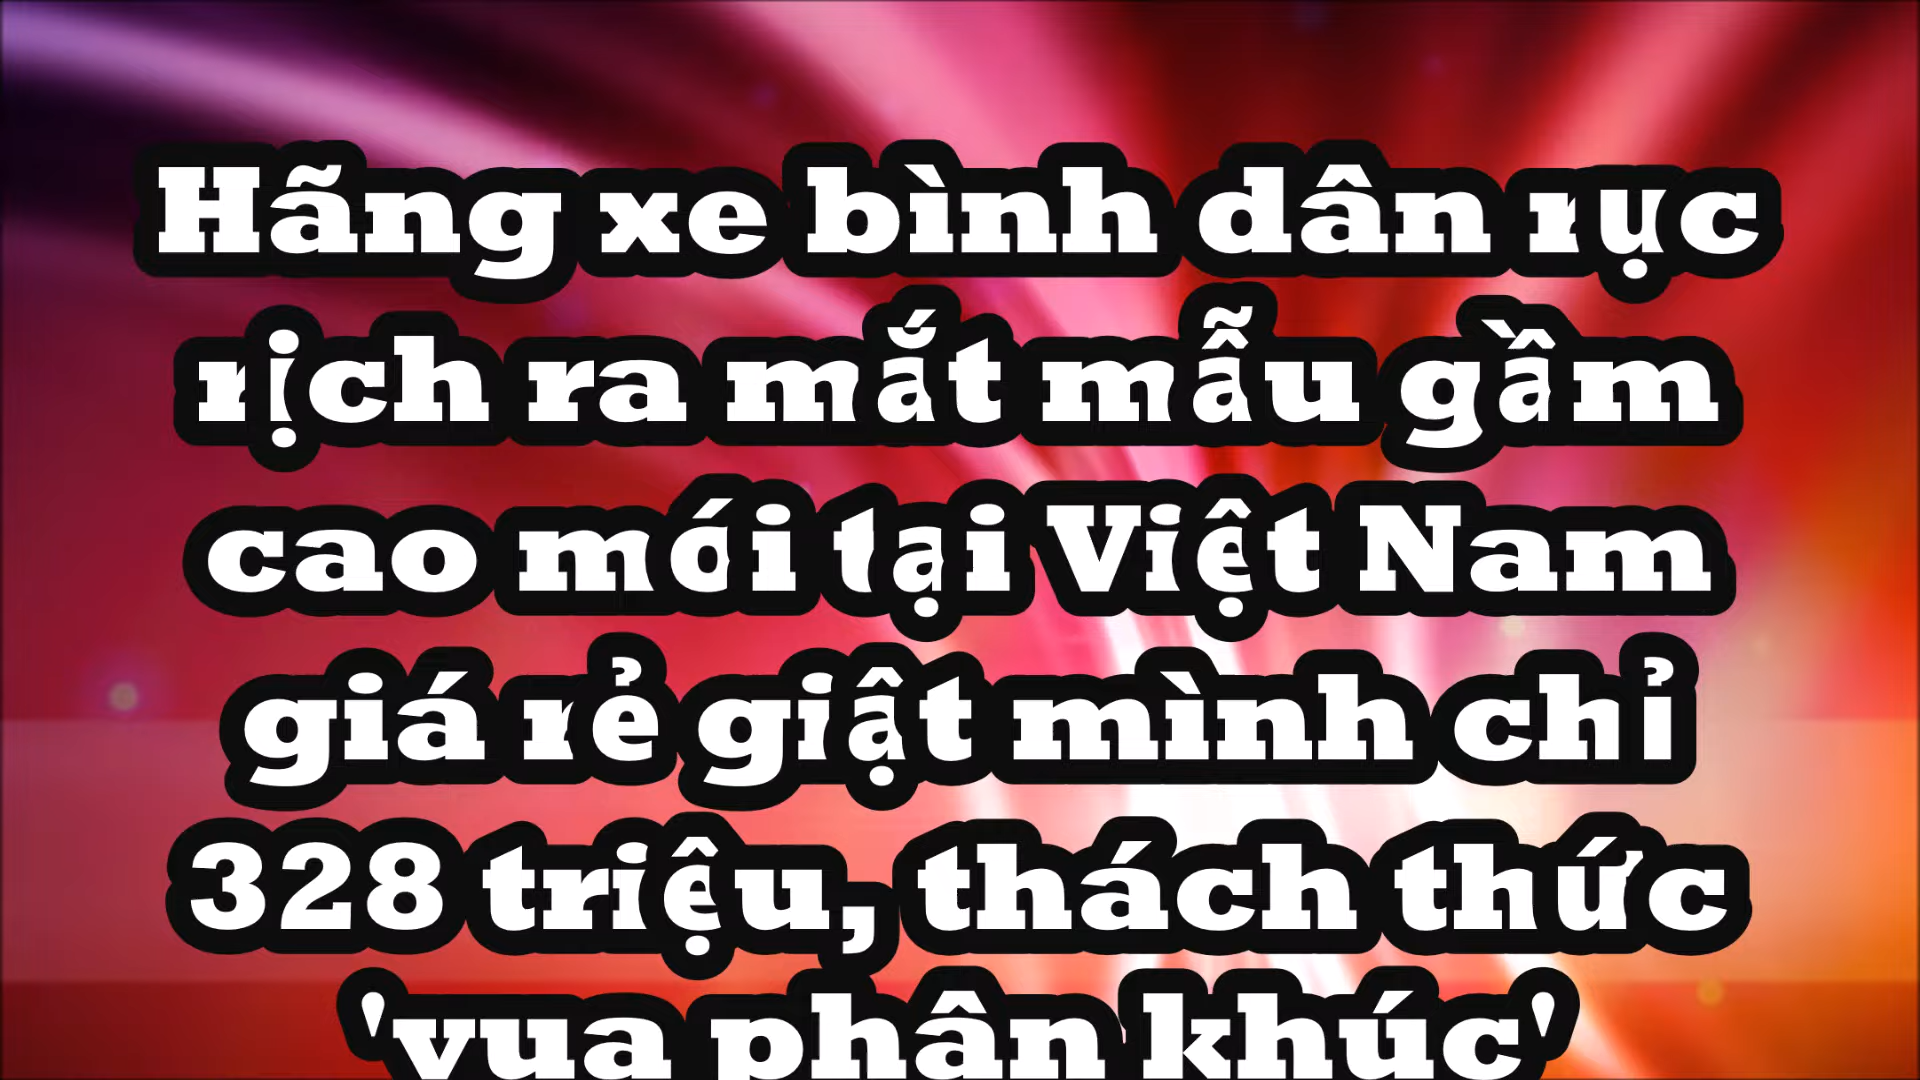 Hãng xe bình dân rục
rịch ra mắt mẫu gầm
cao mới tại Việt Nam
giá rẻ giật mình chỉ
328 triệu, thách thức
'vua phân khúc'